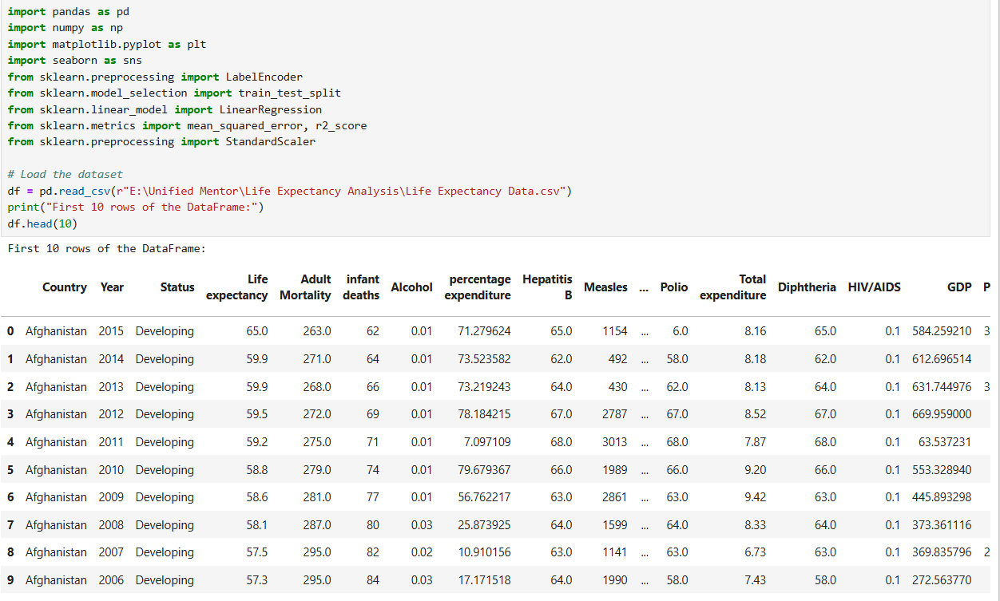 import pandas as pd
import numpy as np
import matplotlib.pyplot as plt
import seaborn as sns
from sklearn.preprocessing import LabelEncoder
from sklearn.model_selection import train_test_split
from sklearn.linear_model import LinearRegression
from sklearn.metrics import mean_squared_error, r2_score
from sklearn.preprocessing import StandardScaler
# Load the dataset
df = pd.read_csv(r"E:\Unified Mentor\Life Expectancy Analysis\Life Expectancy Data.csv")
print("First 10 rows of the DataFrame:")
df.head(10)
First 10 rows of the DataFrame:
Country Year Status Life expectancy Adult Mortality infant deaths Alcohol percentage expenditure Hepatitis B Measles ... Polio Total expenditure Diphtheria HIV/AIDS GDP P
0 Afghanistan 2015 Developing 65.0 263.0 62 0.01 71.279624 65.0 1154 ... 6.0 8.16 65.0 0.1 584.259210 3
1 Afghanistan 2014 Developing 59.9 271.0 64 0.01 73.523582 62.0 492 ... 58.0 8.18 62.0 0.1 612.696514
2 Afghanistan 2013 Developing 59.9 268.0 66 0.01 73.219243 64.0 430 ... 62.0 8.13 64.0 0.1 631.744976 3
3 Afghanistan 2012 Developing 59.5 272.0 69 0.01 78.184215 67.0 2787 ... 67.0 8.52 67.0 0.1 669.959000
4 Afghanistan 2011 Developing 59.2 275.0 71 0.01 7.097109 68.0 3013 ... 68.0 7.87 68.0 0.1 63.537231
5 Afghanistan 2010 Developing 58.8 279.0 74 0.01 79.679367 66.0 1989 ... 66.0 9.20 66.0 0.1 553.328940
6 Afghanistan 2009 Developing 58.6 281.0 77 0.01 56.762217 63.0 2861 ... 63.0 9.42 63.0 0.1 445.893298
7 Afghanistan 2008 Developing 58.1 287.0 80 0.03 25.873925 64.0 1599 ... 64.0 8.33 64.0 0.1 373.361116
8 Afghanistan 2007 Developing 57.5 295.0 82 0.02 10.910156 63.0 1141 ... 63.0 6.73 63.0 0.1 369.835796 2
9 Afghanistan 2006 Developing 57.3 295.0 84 0.03 17.171518 64.0 1990 ... 58.0 7.43 58.0 0.1 272.563770